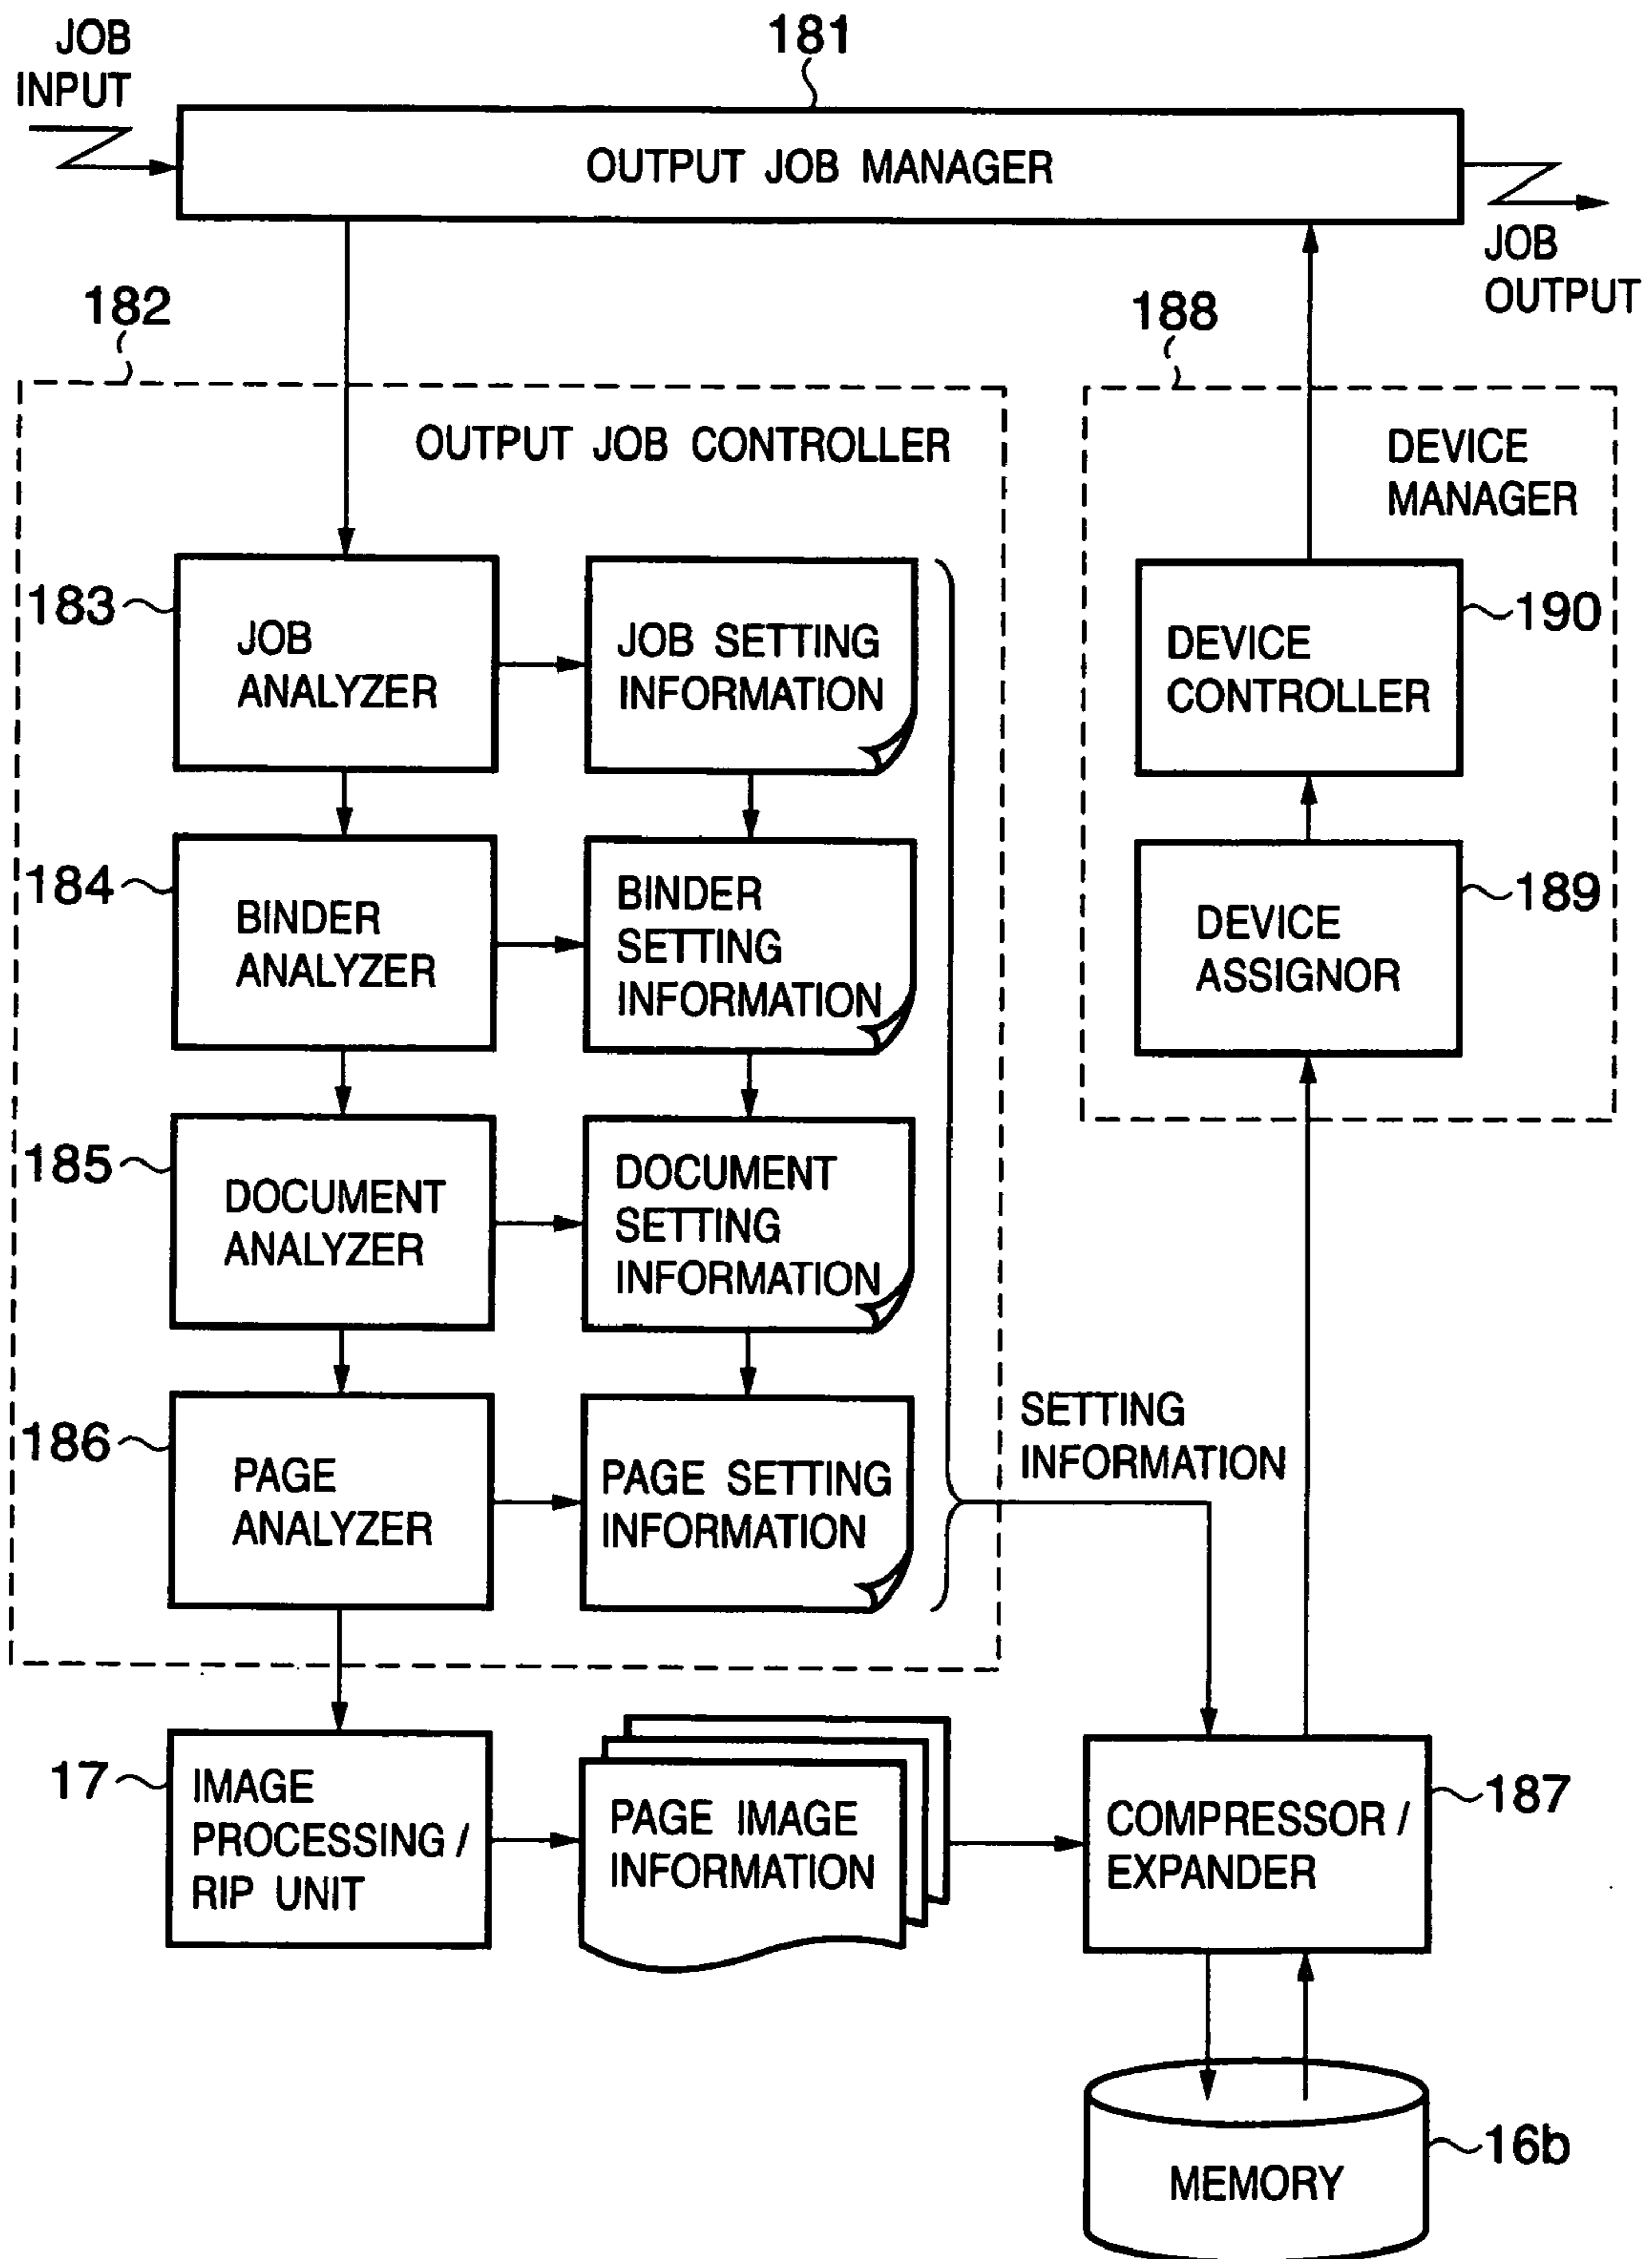 JOB
INPUT
181
OUTPUT JOB MANAGER
JOB
OUTPUT
182
188
OUTPUT JOB CONTROLLER
DEVICE
MANAGER
183
JOB
ANALYZER
JOB SETTING
INFORMATION
DEVICE
CONTROLLER
190
184
BINDER
ANALYZER
BINDER
SETTING
INFORMATION
DEVICE
ASSIGNOR
189
185
DOCUMENT
ANALYZER
DOCUMENT
SETTING
INFORMATION
186
PAGE
ANALYZER
PAGE SETTING
INFORMATION
SETTING
INFORMATION
17
IMAGE
PROCESSING /
RIP UNIT
PAGE IMAGE
INFORMATION
COMPRESSOR /
EXPANDER
187
MEMORY
16b